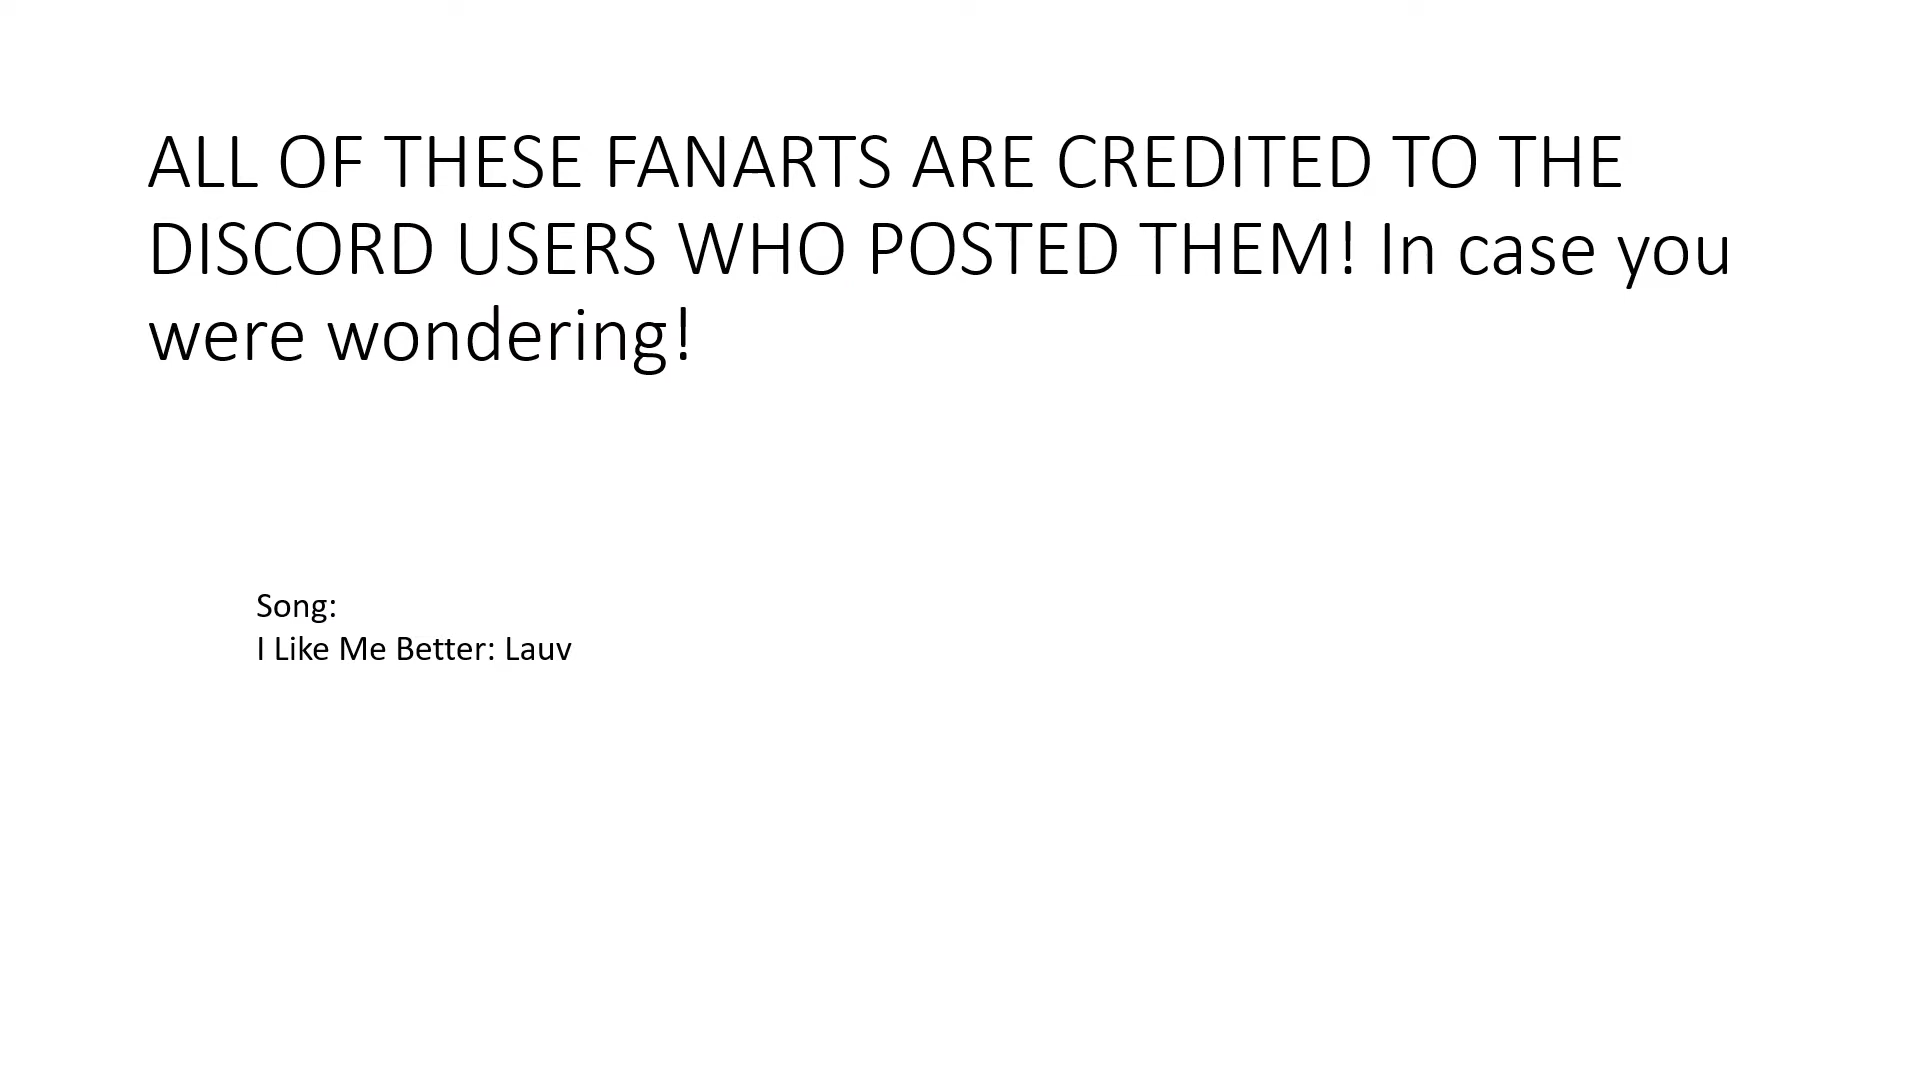 ALL OF THESE FANARTS ARE CREDITED TO THE
DISCORD USERS WHO POSTED THEM! In case you
were wondering!
Song:
I Like Me Better: Lauv